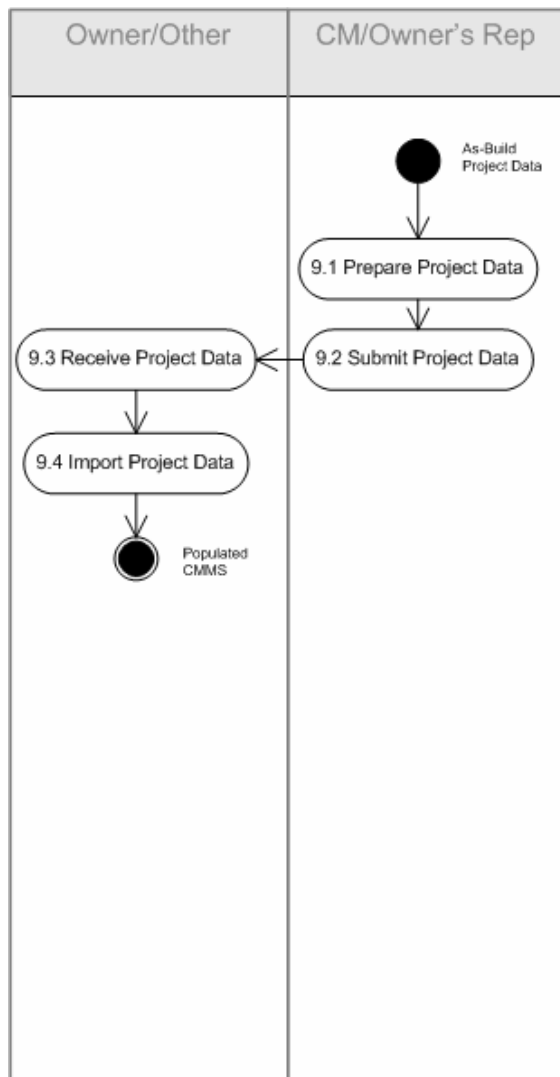 Owner/Other
CM/Owner's Rep
As-Build
Project Data
9.1 Prepare Project Data
9.3 Receive Project Data
9.2 Submit Project Data
9.4 Import Project Data
Populated
CMMS